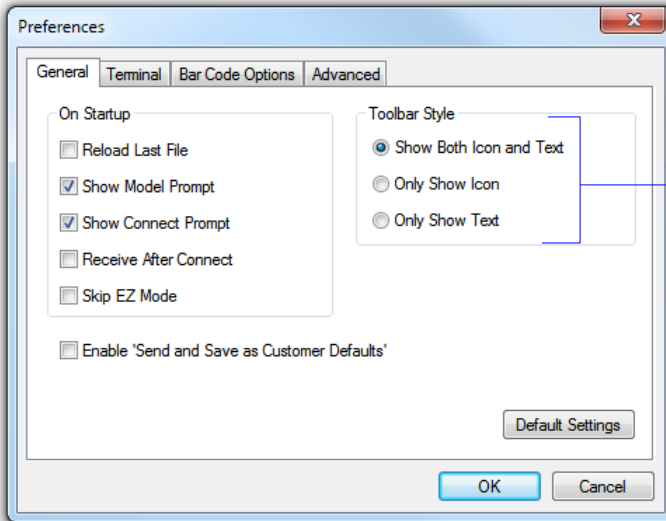 Preferences
General Terminal Bar Code Options Advanced
On Startup
Reload Last File
Show Model Prompt
Show Connect Prompt
Receive After Connect
Skip EZ Mode
Toolbar Style
Show Both Icon and Text
Only Show Icon
Only Show Text
Enable 'Send and Save as Customer Defaults'
Default Settings
OK Cancel